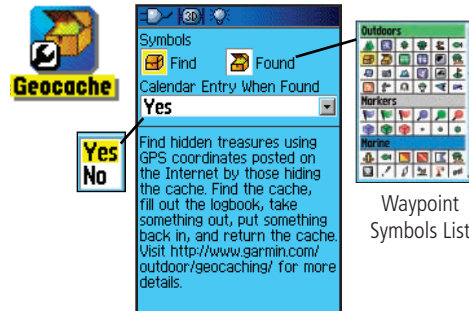 Geocache
3D
Symbols
Find
Found
Calendar Entry When Found
Yes
Yes
No
Find hidden treasures using
GPS coordinates posted on
the Internet by those hiding
the cache. Find the cache,
fill out the logbook, take
something out, put something
back in, and return the cache.
Visit http://www.garmin.com/
outdoor/geocaching/ for more
details.
Outdoors
Markers
Marine
Waypoint
Symbols List